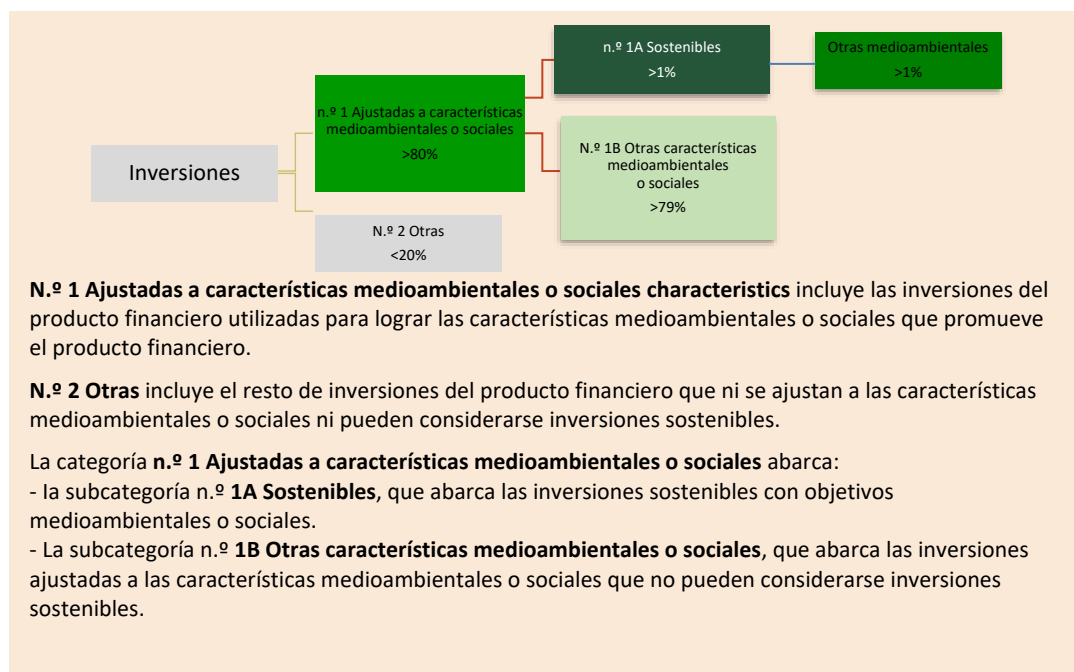 n.º 1A Sostenibles
>1%
Otras medioambientales
>1%
n.º 1 Ajustadas a características
medioambientales o sociales
>80%
N.º 1B Otras características
medioambientales
o sociales
>79%
Inversiones
N.º 2 Otras
<20%
N.º 1 Ajustadas a características medioambientales o sociales characteristics incluye las inversiones del
producto financiero utilizadas para lograr las características medioambientales o sociales que promueve
el producto financiero.
N.º 2 Otras incluye el resto de inversiones del producto financiero que ni se ajustan a las características
medioambientales o sociales ni pueden considerarse inversiones sostenibles.
La categoría n.º 1 Ajustadas a características medioambientales o sociales abarca:
- Ia subcategoría n.º 1A Sostenibles, que abarca las inversiones sostenibles con objetivos
medioambientales o sociales.
- La subcategoría n.º 1B Otras características medioambientales o sociales, que abarca las inversiones
ajustadas a las características medioambientales o sociales que no pueden considerarse inversiones
sostenibles.